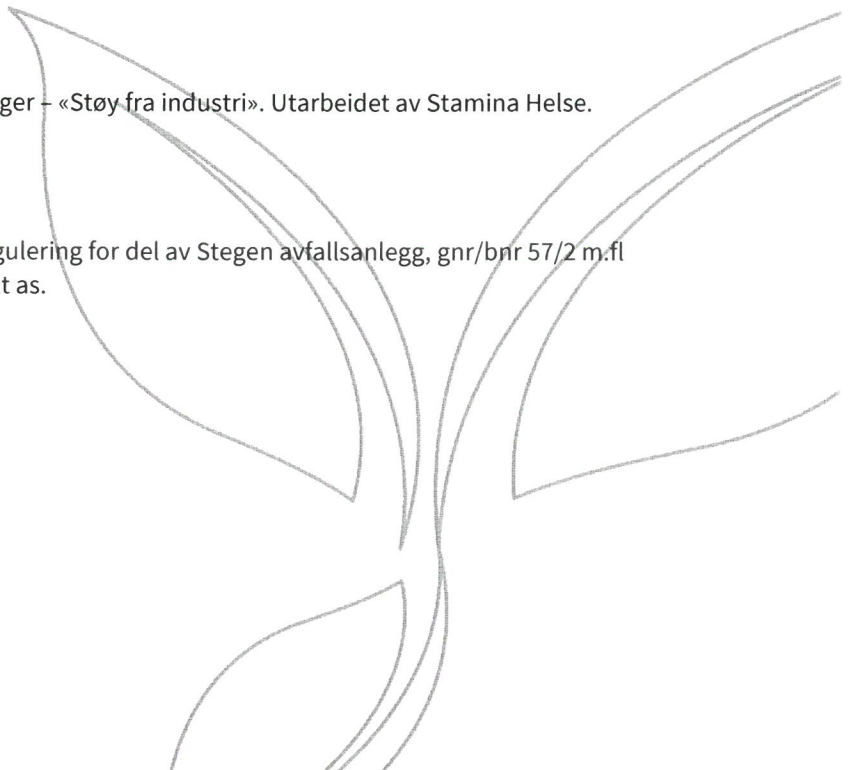 ger – «Støy fra industri». Utarbeidet av Stamina Helse.
gulering for del av Stegen avfallsanlegg, gnr/bnr 57/2 m.fl
t as.